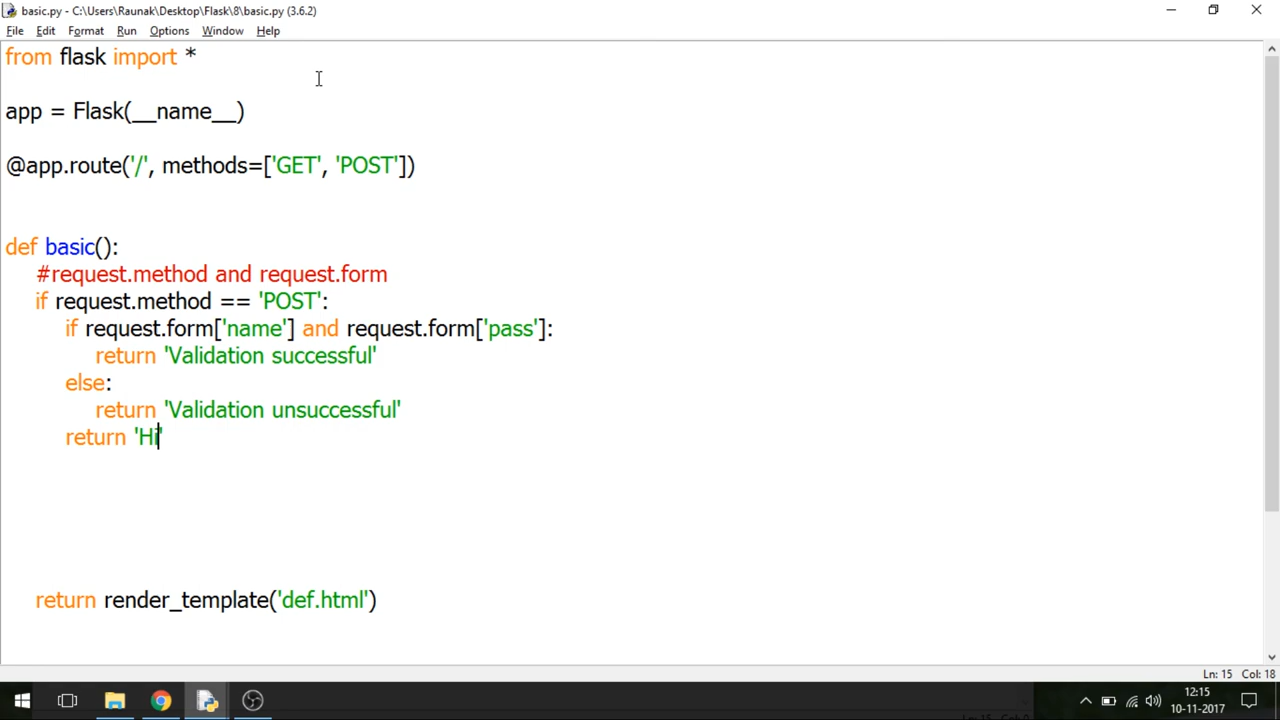 basic.py - C:\Users\Raunak\Desktop\Flask\8\basic.py (3.6.2)
File Edit Format Run Options Window Help
from flask import *
app = Flask(__name__)
@app.route('/', methods=['GET', 'POST'])
def basic():
#request.method and request.form
if request.method == 'POST':
if request.form['name'] and request.form['pass']:
return 'Validation successful'
else:
return 'Validation unsuccessful'
return 'Hi'
return render_template('def.html')
Ln: 15 Col: 18
12:15
10-11-2017